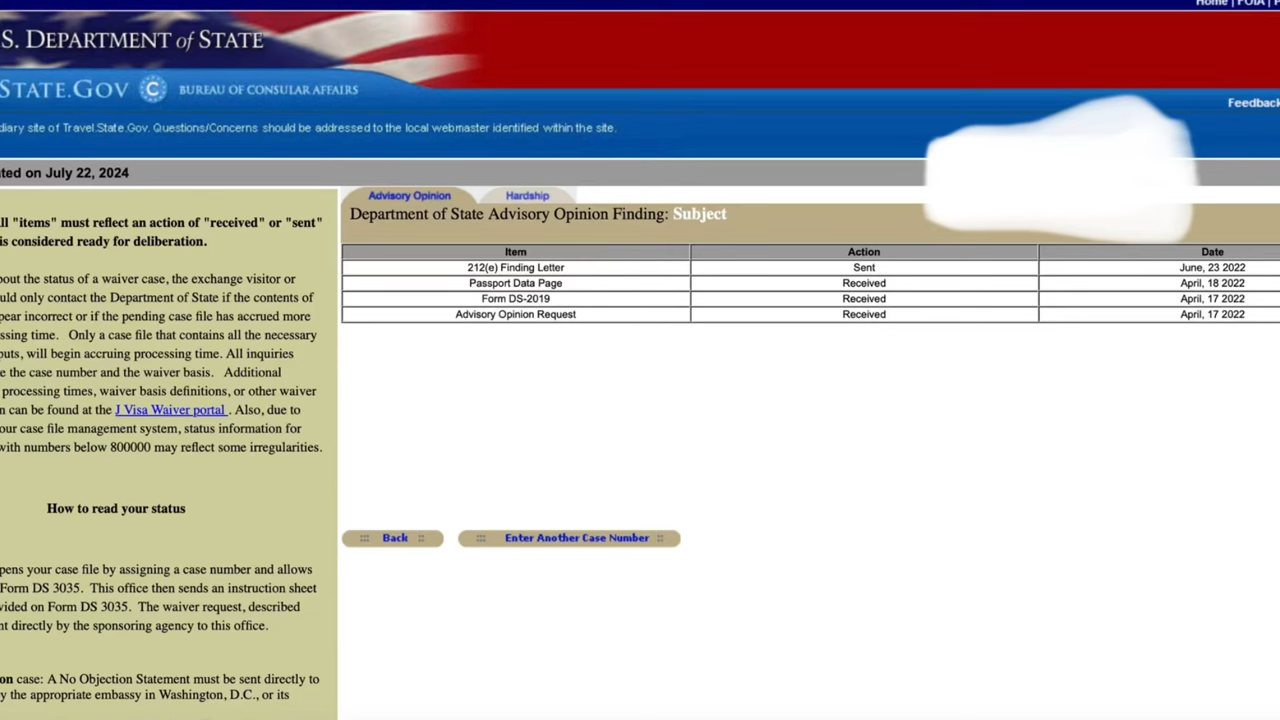 Home | FOIA |
S. DEPARTMENT of STATE
STATE.GOV C BUREAU OF CONSULAR AFFAIRS
Feedback
diary site of Travel.State.Gov. Questions/Concerns should be addressed to the local webmaster identified within the site.
ted on July 22, 2024
Advisory Opinion Hardship
Department of State Advisory Opinion Finding: Subject
Item Action Date
212(e) Finding Letter Sent June, 23 2022
Passport Data Page Received April, 18 2022
Form DS-2019 Received April, 17 2022
Advisory Opinion Request Received April, 17 2022
Back Enter Another Case Number
ll "items" must reflect an action of "received" or "sent"
is considered ready for deliberation.
bout the status of a waiver case, the exchange visitor or
uld only contact the Department of State if the contents of
pear incorrect or if the pending case file has accrued more
ssing time. Only a case file that contains all the necessary
puts, will begin accruing processing time. All inquiries
e the case number and the waiver basis. Additional
processing times, waiver basis definitions, or other waiver
n can be found at the J Visa Waiver portal . Also, due to
our case file management system, status information for
with numbers below 800000 may reflect some irregularities.
How to read your status
pens your case file by assigning a case number and allows
Form DS 3035. This office then sends an instruction sheet
vided on Form DS 3035. The waiver request, described
nt directly by the sponsoring agency to this office.
on case: A No Objection Statement must be sent directly to
y the appropriate embassy in Washington, D.C., or its